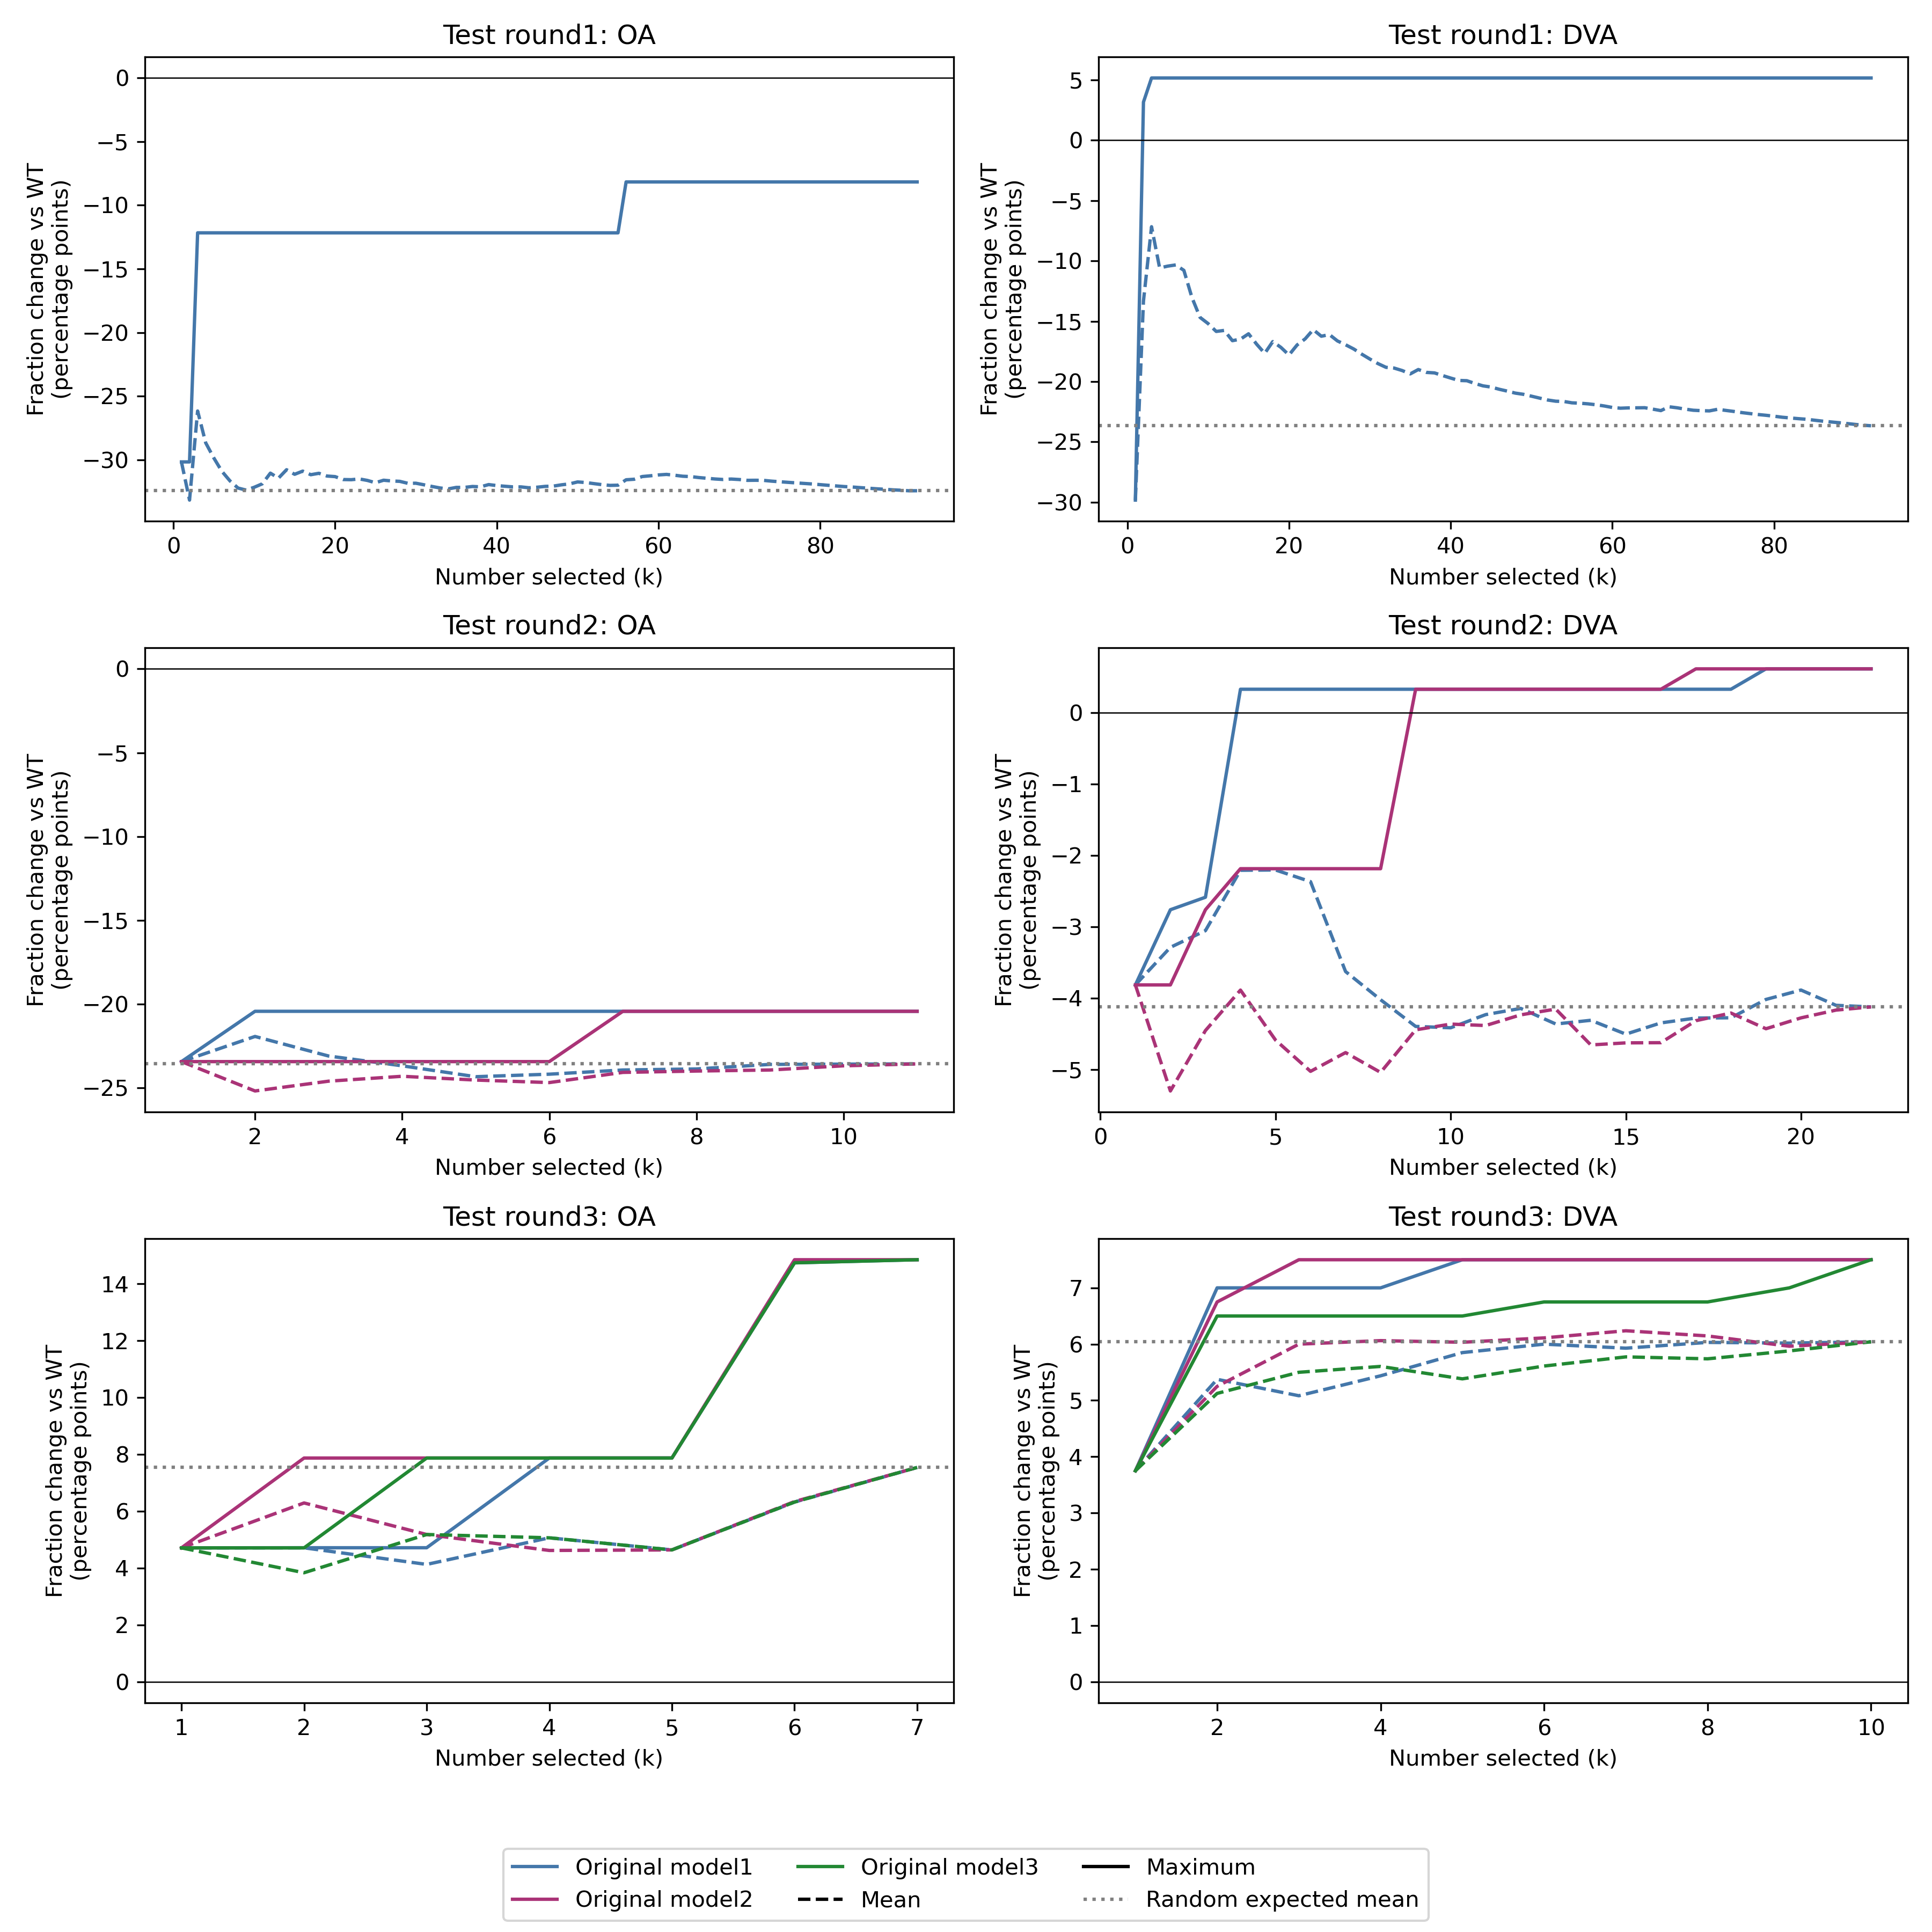 Test round1: OA
Fraction change vs WT
(percentage points)
0
−5
−10
−15
−20
−25
−30
0 20 40 60 80
Number selected (k)
Test round1: DVA
Fraction change vs WT
(percentage points)
5
0
−5
−10
−15
−20
−25
−30
0 20 40 60 80
Number selected (k)
Test round2: OA
Fraction change vs WT
(percentage points)
0
−5
−10
−15
−20
−25
2 4 6 8 10
Number selected (k)
Test round2: DVA
Fraction change vs WT
(percentage points)
0
−1
−2
−3
−4
−5
0 5 10 15 20
Number selected (k)
Test round3: OA
Fraction change vs WT
(percentage points)
14
12
10
8
6
4
2
0
1 2 3 4 5 6 7
Number selected (k)
Test round3: DVA
Fraction change vs WT
(percentage points)
7
6
5
4
3
2
1
0
2 4 6 8 10
Number selected (k)
Original model1
Original model2
Original model3
Mean
Maximum
Random expected mean